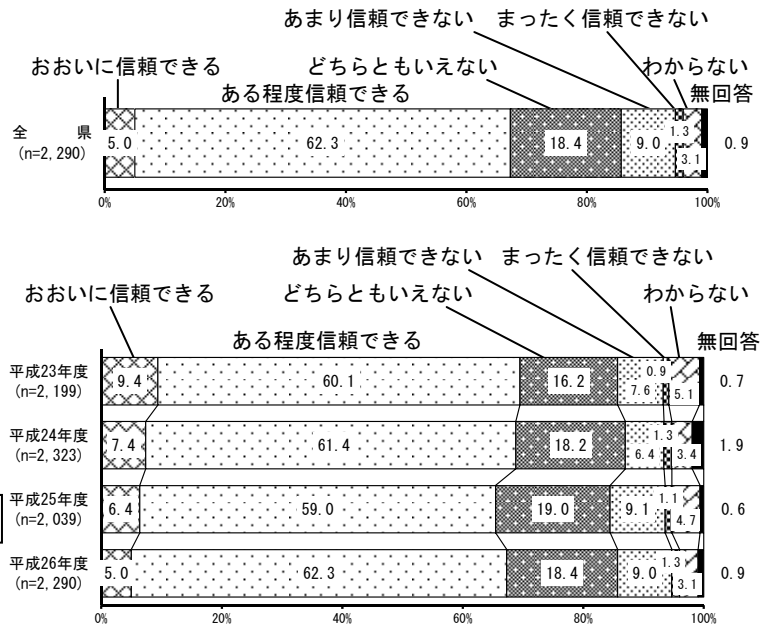 あまり信頼できない まったく信頼できない
おおいに信頼できる どちらともいえない わからない
ある程度信頼できる 無回答
全 県
(n=2,290)
5.0 62.3 18.4 9.0 1.3 3.1 0.9
0% 20% 40% 60% 80% 100%
あまり信頼できない まったく信頼できない
おおいに信頼できる どちらともいえない わからない
ある程度信頼できる 無回答
平成23年度
(n=2,199)
9.4 60.1 16.2 7.6 0.9 5.1 0.7
平成24年度
(n=2,323)
7.4 61.4 18.2 6.4 1.3 3.4 1.9
平成25年度
(n=2,039)
6.4 59.0 19.0 9.1 1.1 4.7 0.6
平成26年度
(n=2,290)
5.0 62.3 18.4 9.0 1.3 3.1 0.9
0% 20% 40% 60% 80% 100%